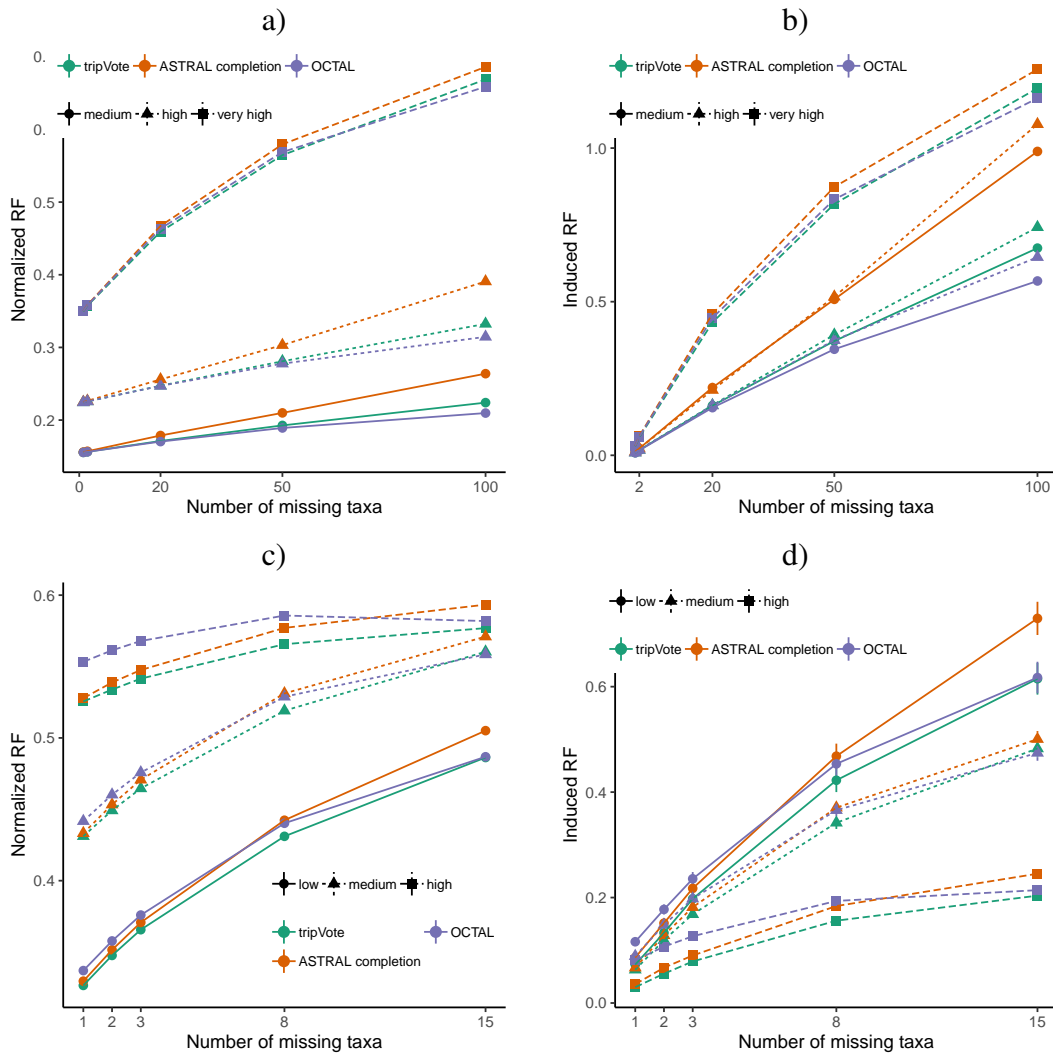 a)
0.
tripVote ASTRAL completion OCTAL
medium high very high
0.
0.5
0.4
0.3
0.2
Normalized RF
0 20 50 100
Number of missing taxa
b)
tripVote ASTRAL completion OCTAL
medium high very high
1.0
0.5
0.0
Induced RF
2 20 50 100
Number of missing taxa
c)
0.6
0.5
0.4
Normalized RF
low medium high
tripVote OCTAL
ASTRAL completion
1 2 3 8 15
Number of missing taxa
d)
low medium high
tripVote ASTRAL completion OCTAL
0.6
0.4
0.2
0.0
Induced RF
1 2 3 8 15
Number of missing taxa